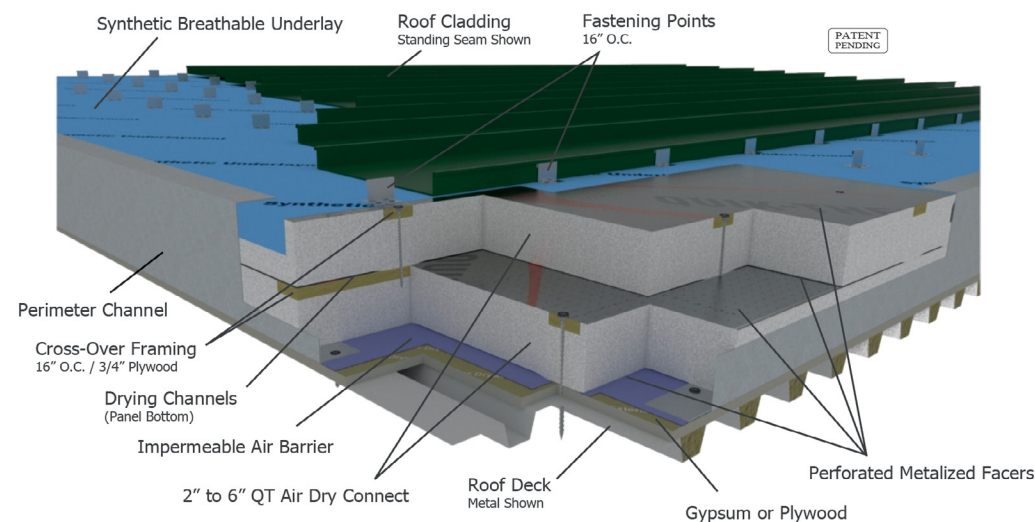 Synthetic Breathable Underlay
Roof Cladding
Standing Seam Shown
Fastening Points
16” O.C.
PATENT
PENDING
Perimeter Channel
Cross-Over Framing
16” O.C. / 3/4” Plywood
Drying Channels
(Panel Bottom)
Impermeable Air Barrier
2” to 6” QT Air Dry Connect
Roof Deck
Metal Shown
Gypsum or Plywood
Perforated Metalized Facers